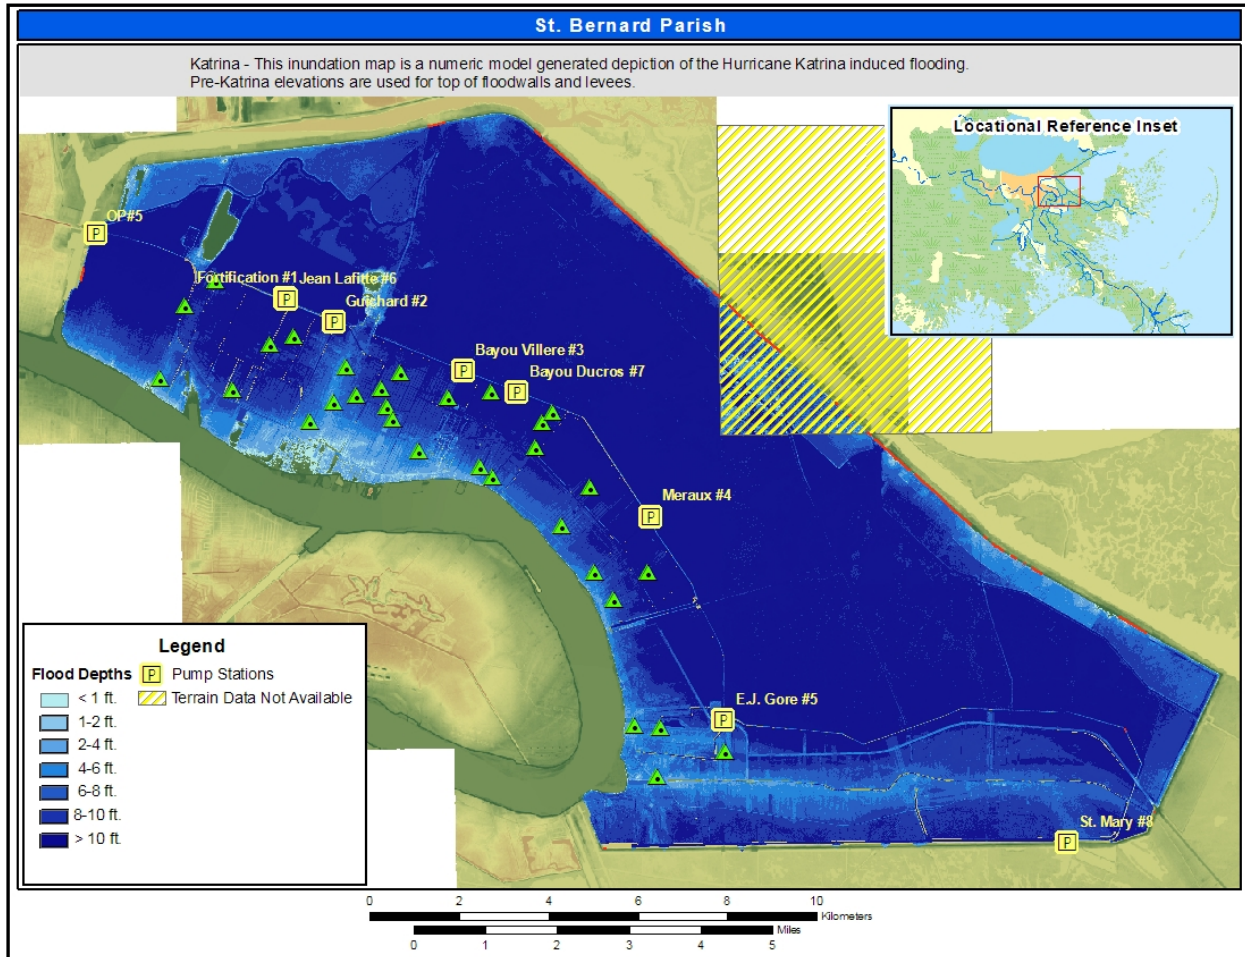 St. Bernard Parish
Katrina - This inundation map is a numeric model generated depiction of the Hurricane Katrina induced flooding.
Pre-Katrina elevations are used for top of floodwalls and levees.
Locational Reference Inset
OP#5
P
Fortification #1 Jean Lafitte #6
P
Guichard #2
P
Bayou Villere #3
P
Bayou Ducros #7
P
Meraux #4
P
E.J. Gore #5
P
St. Mary #8
P
Legend
Flood Depths P Pump Stations
< 1 ft. Terrain Data Not Available
1-2 ft.
2-4 ft.
4-6 ft.
6-8 ft.
8-10 ft.
> 10 ft.
0 2 4 6 8 10
Kilometers
Miles
0 1 2 3 4 5